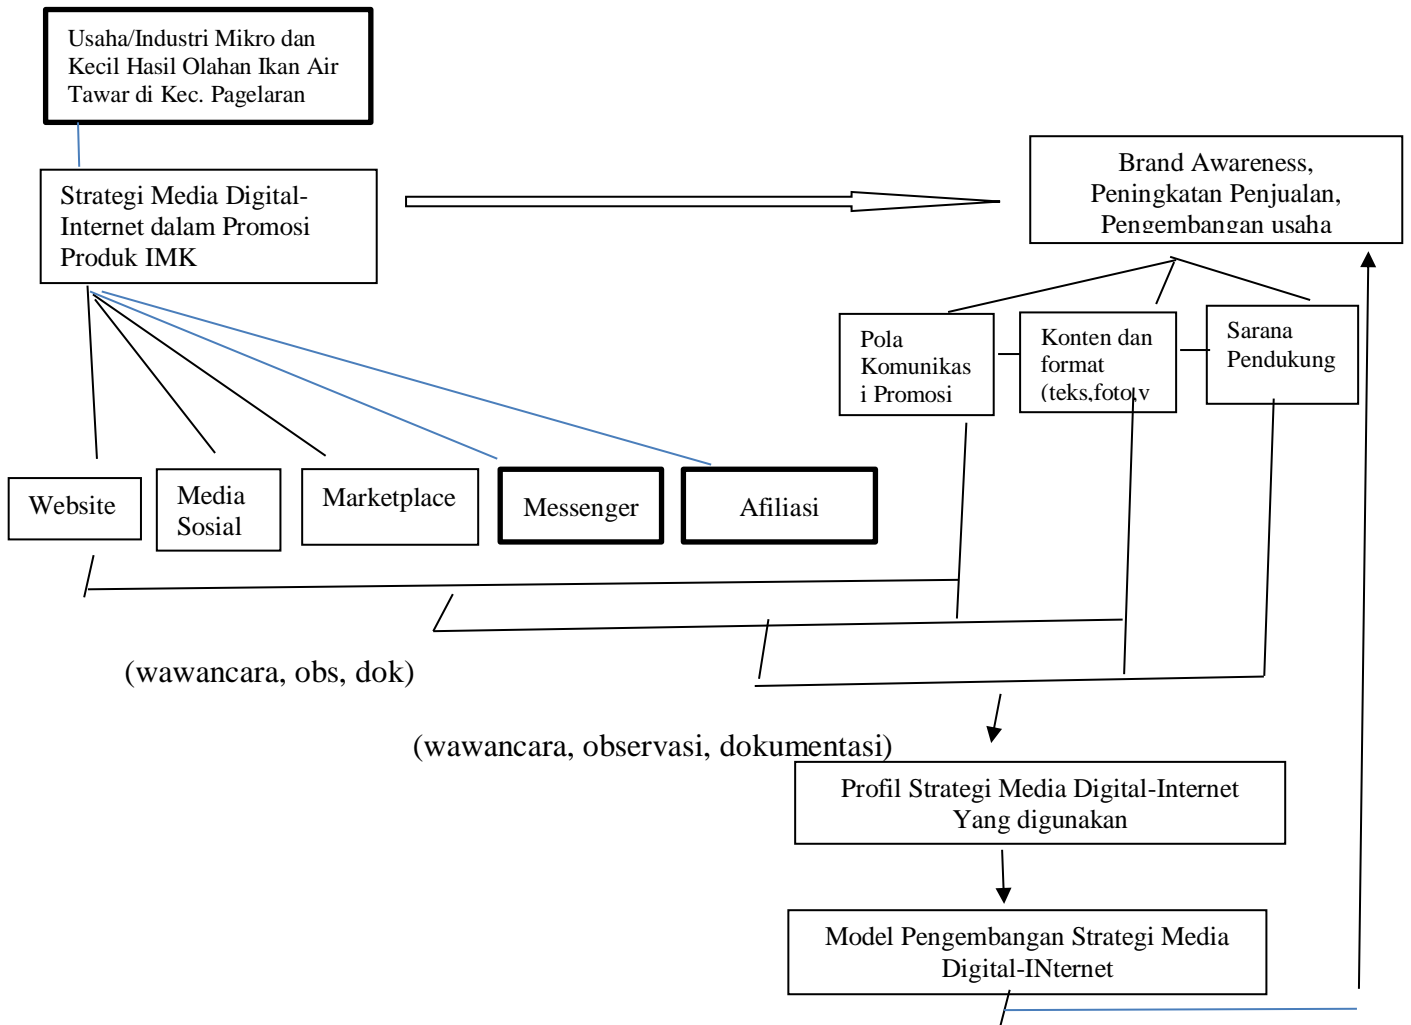 Usaha/Industri Mikro dan
Kecil Hasil Olahan Ikan Air
Tawar di Kec. Pagelaran
Strategi Media Digital-
Internet dalam Promosi
Produk IMK
Brand Awareness,
Peningkatan Penjualan,
Pengembangan usaha
Pola
Komunikas
i Promosi
Konten dan
format
(teks,foto,v
Sarana
Pendukung
Website
Media
Sosial
Marketplace
Messenger
Afiliasi
(wawancara, obs, dok)
(wawancara, observasi, dokumentasi)
Profil Strategi Media Digital-Internet
Yang digunakan
Model Pengembangan Strategi Media
Digital-INternet